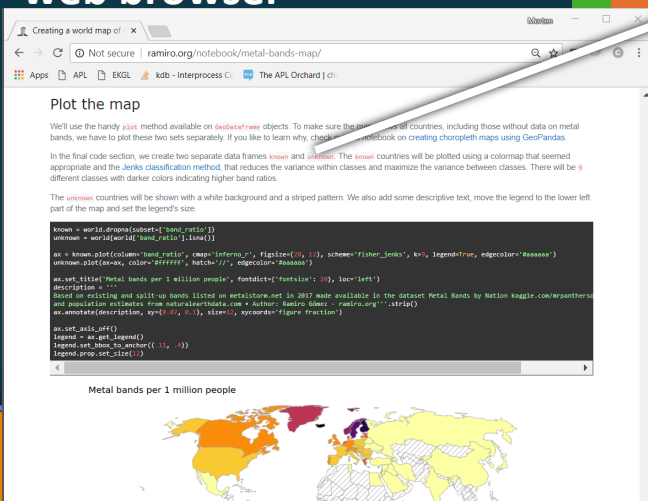 Web browser
Creating a world map of
Morten
Not secure | ramiro.org/notebook/metal-bands-map/
Apps APL EKGL kdb - Interprocess Co The APL Orchard | ch
Plot the map
We'll use the handy plot method available on GeoDataFrame objects. To make sure the map all countries, including those without data on metal
bands, we have to plot these two sets separately. If you like to learn why, check notebook on creating choropleth maps using GeoPandas.
In the final code section, we create two separate data frames known and unknown. The known countries will be plotted using a colormap that seemed
appropriate and the Jenks classification method, that reduces the variance within classes and maximize the variance between classes. There will be 9
different classes with darker colors indicating higher band ratios.
The unknown countries will be shown with a white background and a striped pattern. We also add some descriptive text, move the legend to the lower left
part of the map and set the legend's size.
known = world.dropna(subset=['band_ratio'])
unknown = world[world['band_ratio'].isna()]
ax = known.plot(column='band_ratio', cmap='inferno_r', figsize=(20, 12), scheme='fisher_jenks', k=9, legend=True, edgecolor='#aaaaaa')
unknown.plot(ax=ax, color='#ffffff', hatch='//', edgecolor='#aaaaaa')
ax.set_title('Metal bands per 1 million people', fontdict={'fontsize': 20}, loc='left')
description = '''
Based on existing and split-up bands listed on metalstorm.net in 2017 made available in the dataset Metal Bands by Nation kaggle.com/mrpantherso
and population estimates from naturalearthdata.com • Author: Ramiro Gómez - ramiro.org'''.strip()
ax.annotate(description, xy=(0.07, 0.1), size=12, xycoords='figure fraction')
ax.set_axis_off()
legend = ax.get_legend()
legend.set_bbox_to_anchor((.11, .4))
legend.prop.set_size(12)
Metal bands per 1 million people